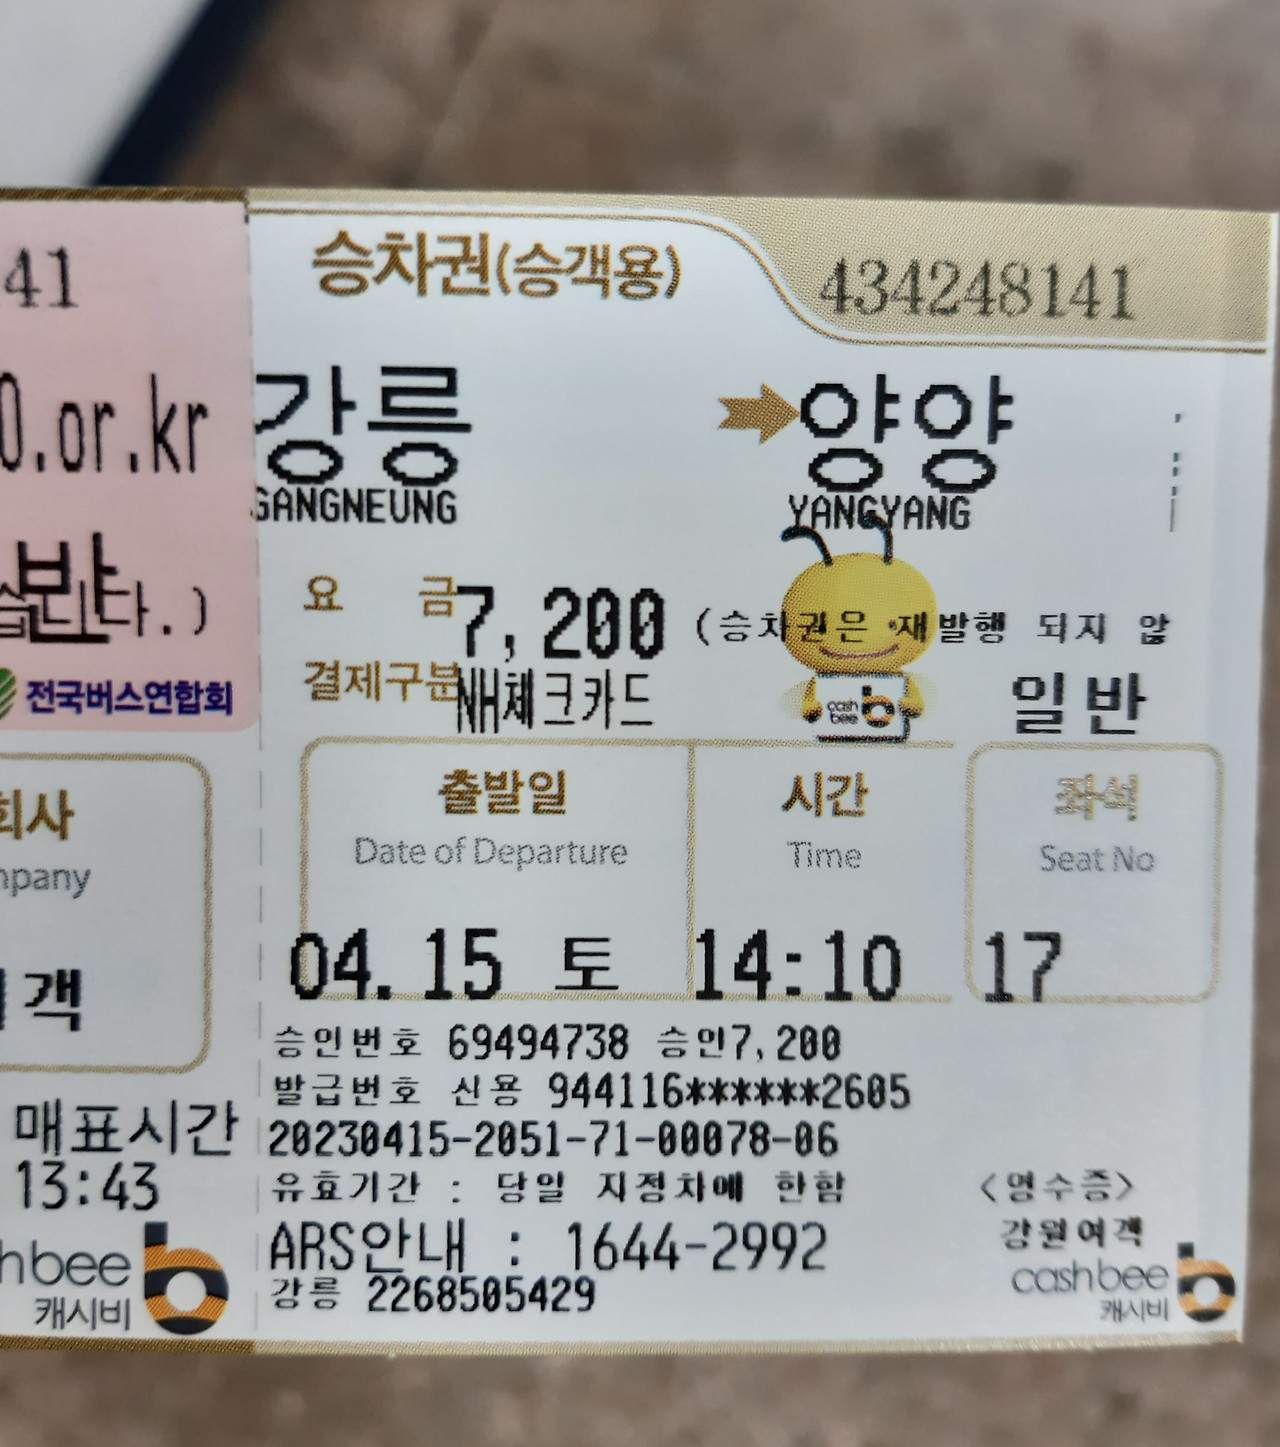 41
0.or.kr
전국버스연합회
회사
mpany
객
매표시간
13:43
hbee
캐시비
승차권(승객용)
434248141
강릉 양양
GANGNEUNG YANGYANG
요 금 7,200 (승차권은 재발행 되지 않
결제구분 NH체크카드 일반
cash
bee
출발일 시간 좌석
Date of Departure Time Seat No
04.15 토 14:10 17
승인번호 69494738 승인7,200
발급번호 신용 944116******2605
20230415-2051-71-00078-06
유효기간 : 당일 지정차에 한함 <영수증>
ARS안내 : 1644-2992 강원여객
강릉 2268505429
cashbee
캐시비